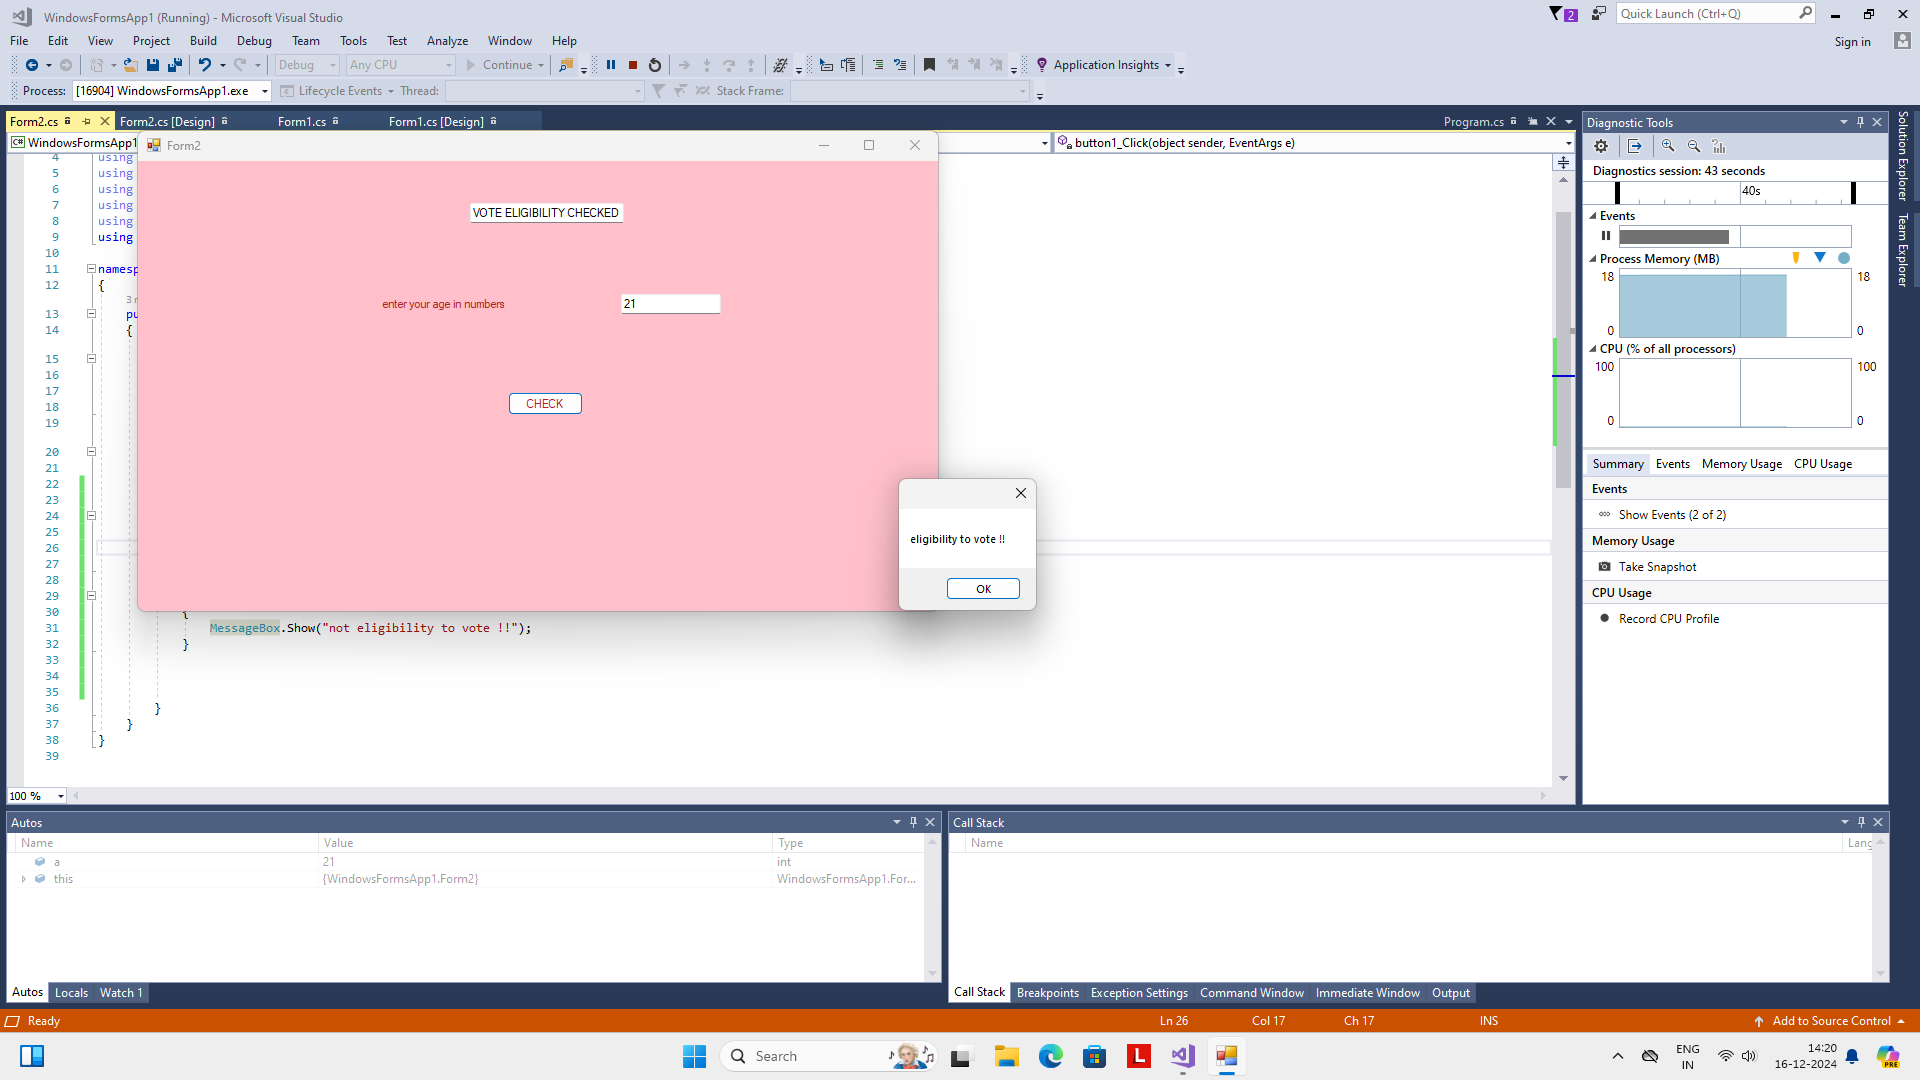 WindowsFormsApp1 (Running) - Microsoft Visual Studio
2
Quick Launch (Ctrl+Q)
File Edit View Project Build Debug Team Tools Test Analyze Window Help
Sign in
Debug Any CPU Continue Application Insights
Process: [16904] WindowsFormsApp1.exe Lifecycle Events Thread: Stack Frame:
Form2.cs Form2.cs [Design] Form1.cs Form1.cs [Design] Program.cs
WindowsFormsApp1 button1_Click(object sender, EventArgs e)
Form2
VOTE ELIGIBILITY CHECKED
enter your age in numbers 21
CHECK
eligibility to vote !!
OK
4 using
5 using
6 using
7 using
8 using
9 using
10
11 namesp
12 {
13 pu
14 {
15
16
17
18
19
20
21
22
23
24
25
26
27
28
29
30 {
31 MessageBox.Show("not eligibility to vote !!");
32 }
33
34
35
36 }
37 }
38 }
39
100 %
Diagnostic Tools
Diagnostics session: 43 seconds
40s
Events
Process Memory (MB)
18 18
0 0
CPU (% of all processors)
100 100
0 0
Summary Events Memory Usage CPU Usage
Events
Show Events (2 of 2)
Memory Usage
Take Snapshot
CPU Usage
Record CPU Profile
Solution Explorer
Team Explorer
Autos
Name Value Type
a 21 int
this {WindowsFormsApp1.Form2} WindowsFormsApp1.For...
Autos Locals Watch 1
Call Stack
Name Lang
Call Stack Breakpoints Exception Settings Command Window Immediate Window Output
Ready Ln 26 Col 17 Ch 17 INS Add to Source Control
Search
L
ENG
IN
14:20
16-12-2024
PRE